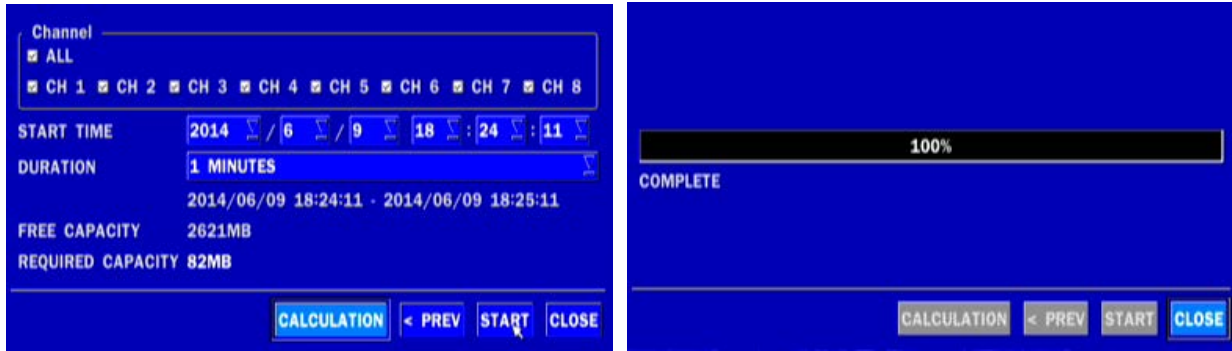 Channel
ALL
CH 1 CH 2 CH 3 CH 4 CH 5 CH 6 CH 7 CH 8
START TIME 2014 / 6 / 9 18 : 24 : 11
DURATION 1 MINUTES
2014/06/09 18:24:11 - 2014/06/09 18:25:11
FREE CAPACITY 2621MB
REQUIRED CAPACITY 82MB
CALCULATION < PREV START CLOSE
100%
COMPLETE
CALCULATION < PREV START CLOSE